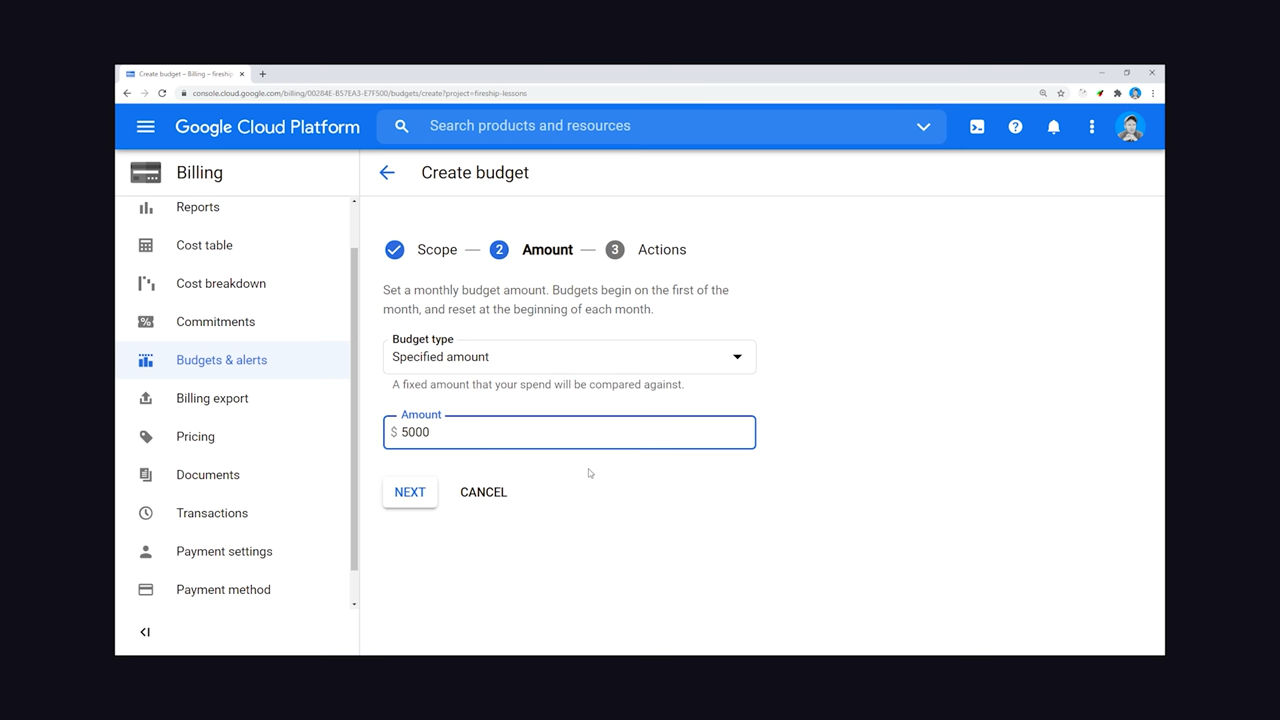 Create budget – Billing – fireship
console.cloud.google.com/billing/00284E-B57EA3-E7F500/budgets/create?project=fireship-lessons
Google Cloud Platform
Search products and resources
Billing
Create budget
Reports
Cost table
Cost breakdown
Commitments
Budgets & alerts
Billing export
Pricing
Documents
Transactions
Payment settings
Payment method
Scope
2 Amount
3 Actions
Set a monthly budget amount. Budgets begin on the first of the
month, and reset at the beginning of each month.
Budget type
Specified amount
A fixed amount that your spend will be compared against.
Amount
$ 5000
NEXT CANCEL